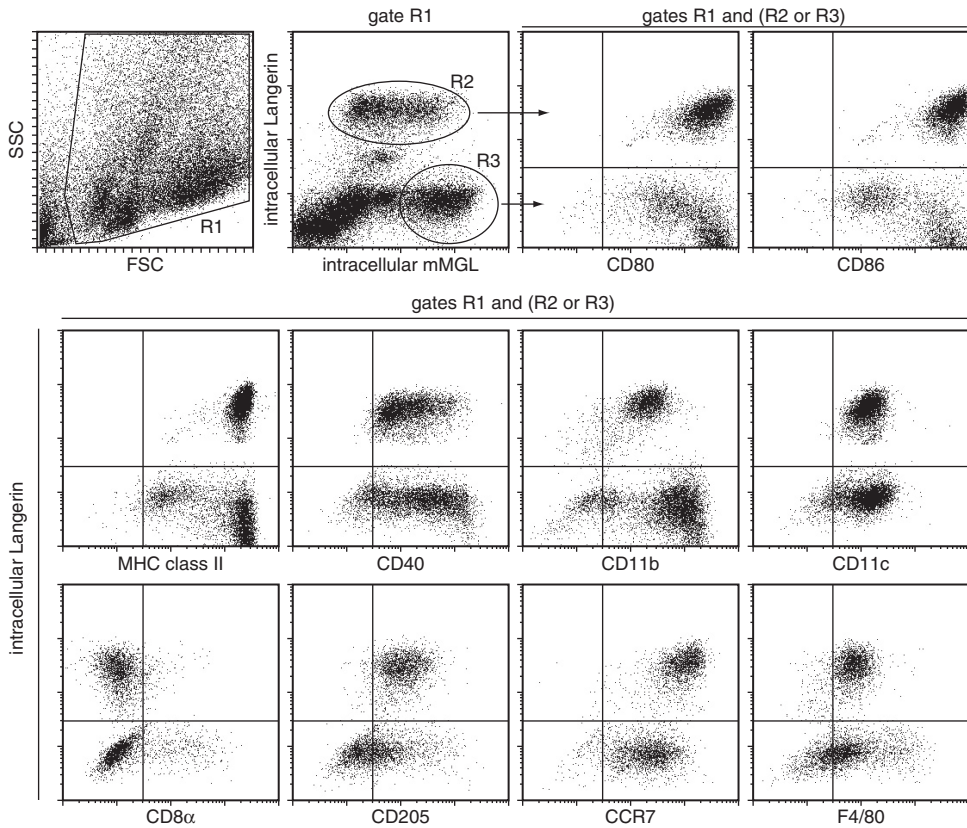 gate R1
gates R1 and (R2 or R3)
SSC
R1
FSC
intracellular Langerin
R2
R3
intracellular mMGL
CD80
CD86
gates R1 and (R2 or R3)
intracellular Langerin
MHC class II
CD40
CD11b
CD11c
CD8α
CD205
CCR7
F4/80